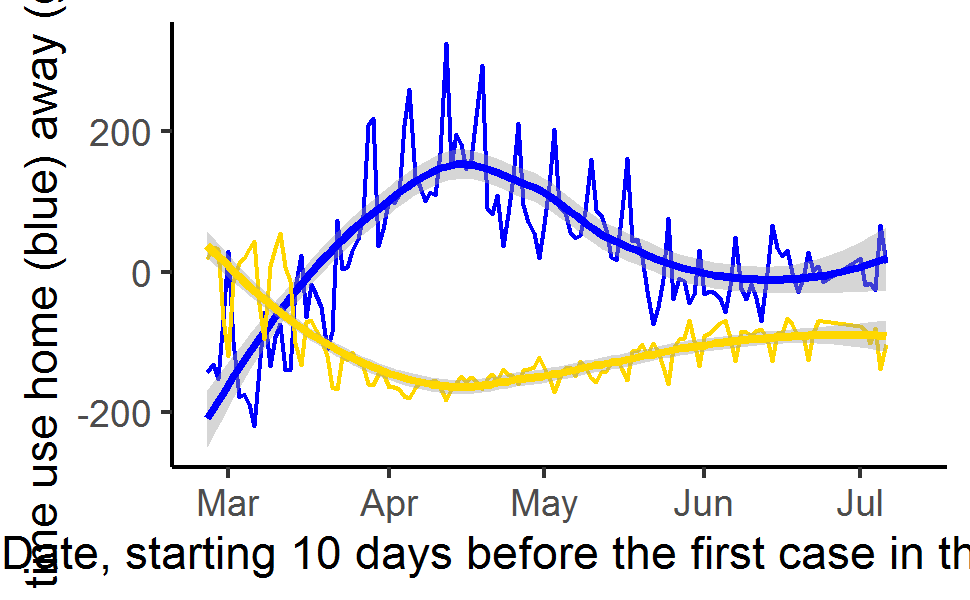 time use home (blue) away (
200
0
-200
Mar Apr May Jun Jul
Date, starting 10 days before the first case in